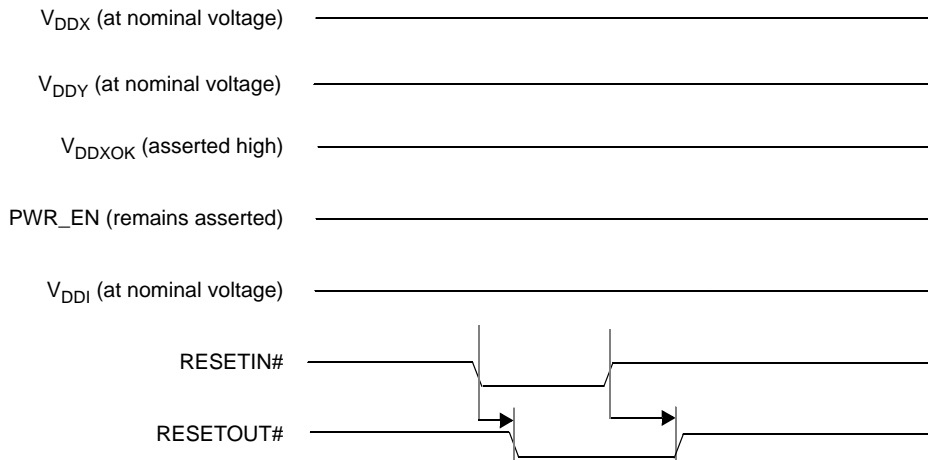 VDDX (at nominal voltage)
VDDY (at nominal voltage)
VDDXOK (asserted high)
PWR_EN (remains asserted)
VDDI (at nominal voltage)
RESETIN#
RESETOUT#